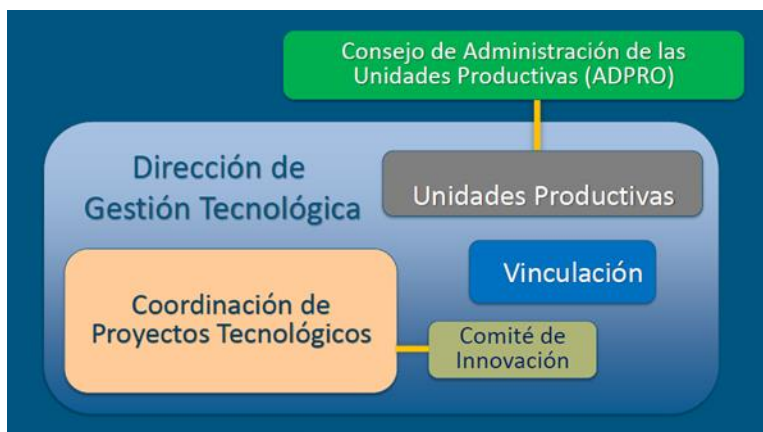 Consejo de Administración de las
Unidades Productivas (ADPRO)
Dirección de
Gestión Tecnológica
Unidades Productivas
Vinculación
Coordinación de
Proyectos Tecnológicos
Comité de
Innovación